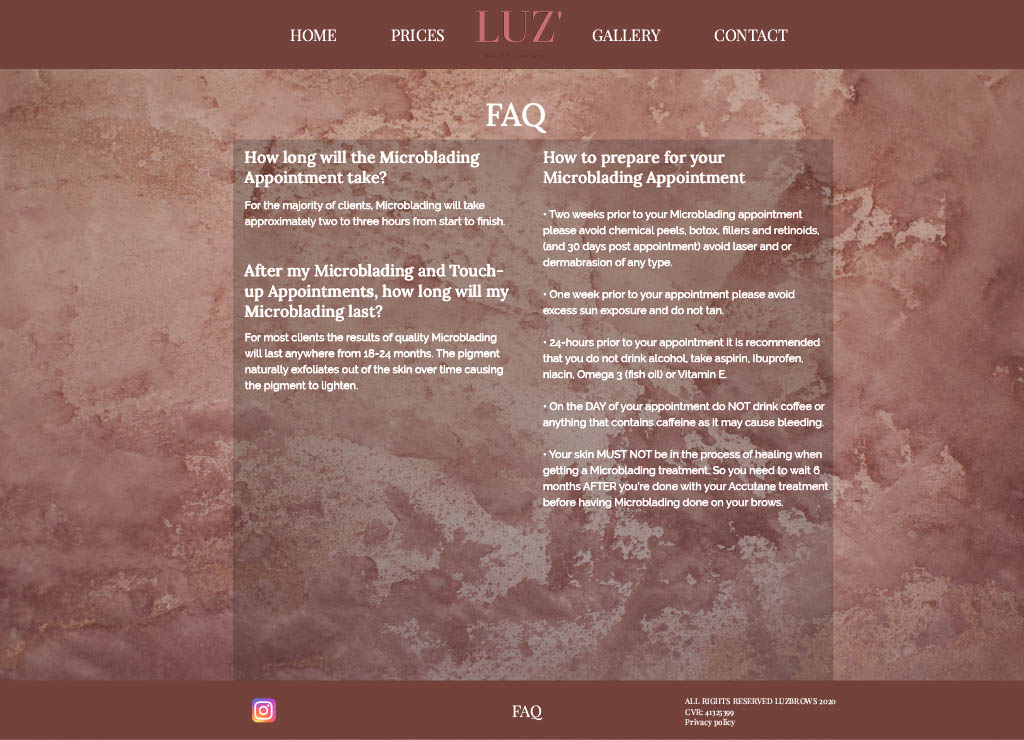 HOME
PRICES
LUZ'
GALLERY
CONTACT
FAQ
How long will the Microblading
Appointment take?
For the majority of clients, Microblading will take
approximately two to three hours from start to finish.
After my Microblading and Touch-
up Appointments, how long will my
Microblading last?
For most clients the results of quality Microblading
will last anywhere from 18-24 months. The pigment
naturally exfoliates out of the skin over time causing
the pigment to lighten.
How to prepare for your
Microblading Appointment
• Two weeks prior to your Microblading appointment
please avoid chemical peels, botox, fillers and retinoids,
(and 30 days post appointment) avoid laser and or
dermabrasion of any type.
• One week prior to your appointment please avoid
excess sun exposure and do not tan.
• 24-hours prior to your appointment it is recommended
that you do not drink alcohol, take aspirin, Ibuprofen,
niacin, Omega 3 (fish oil) or Vitamin E.
• On the DAY of your appointment do NOT drink coffee or
anything that contains caffeine as it may cause bleeding.
• Your skin MUST NOT be in the process of healing when
getting a Microblading treatment. So you need to wait 6
months AFTER you're done with your Accutane treatment
before having Microblading done on your brows.
FAQ
ALL RIGHTS RESERVED LUZBROWS 2020
CVR: 41325399
Privacy policy